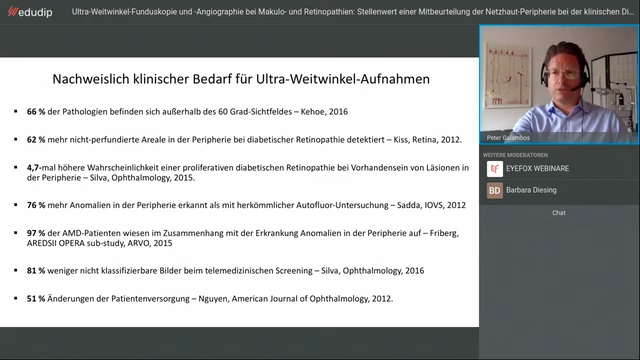 edudip
Ultra-Weitwinkel-Funduskopie und -Angiographie bei Makulo- und Retinopathien: Stellenwert einer Mitbeurteilung der Netzhaut-Peripherie bei der klinischen Di...
Nachweislich klinischer Bedarf für Ultra-Weitwinkel-Aufnahmen
▪ 66 % der Pathologien befinden sich außerhalb des 60 Grad-Sichtfeldes – Kehoe, 2016
▪ 62 % mehr nicht-perfundierte Areale in der Peripherie bei diabetischer Retinopathie detektiert – Kiss, Retina, 2012.
▪ 4,7-mal höhere Wahrscheinlichkeit einer proliferativen diabetischen Retinopathie bei Vorhandensein von Läsionen in
der Peripherie – Silva, Ophthalmology, 2015.
▪ 76 % mehr Anomalien in der Peripherie erkannt als mit herkömmlicher Autofluor-Untersuchung – Sadda, IOVS, 2012
▪ 97 % der AMD-Patienten wiesen im Zusammenhang mit der Erkrankung Anomalien in der Peripherie auf – Friberg,
AREDSII OPERA sub-study, ARVO, 2015
▪ 81 % weniger nicht klassifizierbare Bilder beim telemedizinischen Screening – Silva, Ophthalmology, 2016
▪ 51 % Änderungen der Patientenversorgung – Nguyen, American Journal of Ophthalmology, 2012.
Peter Galambos
WEITERE MODERATOREN
EYEFOX WEBINARE
BD Barbara Diesing
Chat